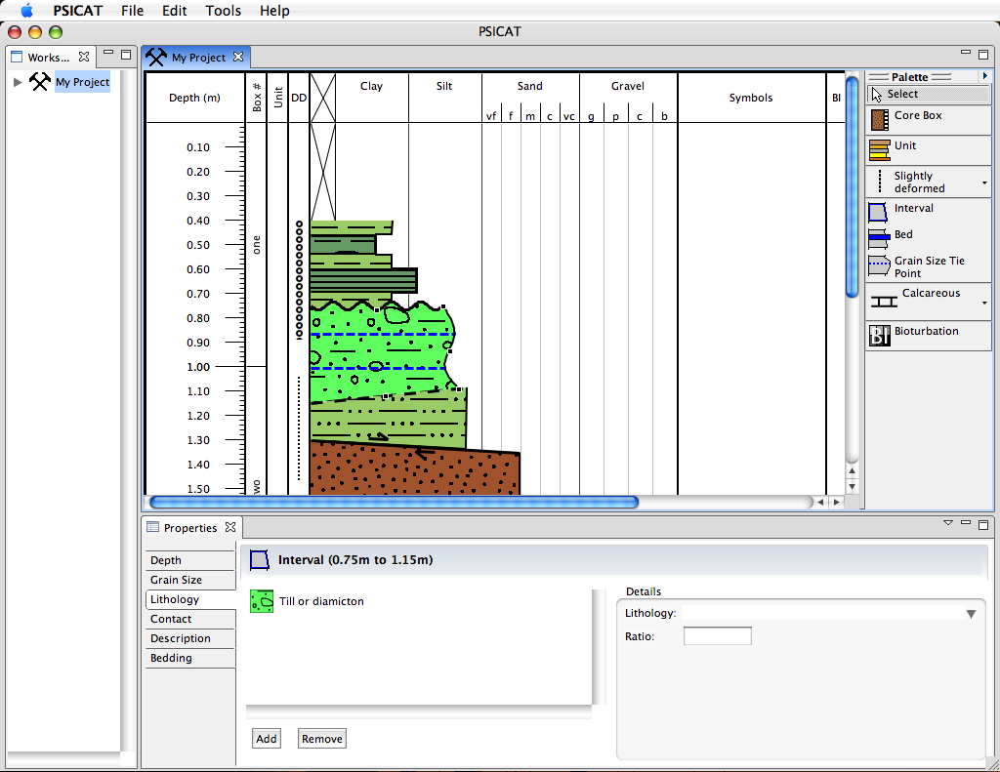 PSICAT File Edit Tools Help
PSICAT
Works...
My Project
My Project
Depth (m)
Box #
Unit
DD
Clay
Silt
Sand
Gravel
Symbols
BI
vf f m c vc g p c b
0.10
0.20
0.30
0.40
0.50
0.60
0.70
0.80
0.90
1.00
1.10
1.20
1.30
1.40
1.50
one
two
Palette
Select
Core Box
Unit
Slightly
deformed
Interval
Bed
Grain Size Tie
Point
Calcareous
BI
Bioturbation
Properties
Depth
Grain Size
Lithology
Contact
Description
Bedding
Interval (0.75m to 1.15m)
Till or diamicton
Add
Remove
Details
Lithology:
Ratio: